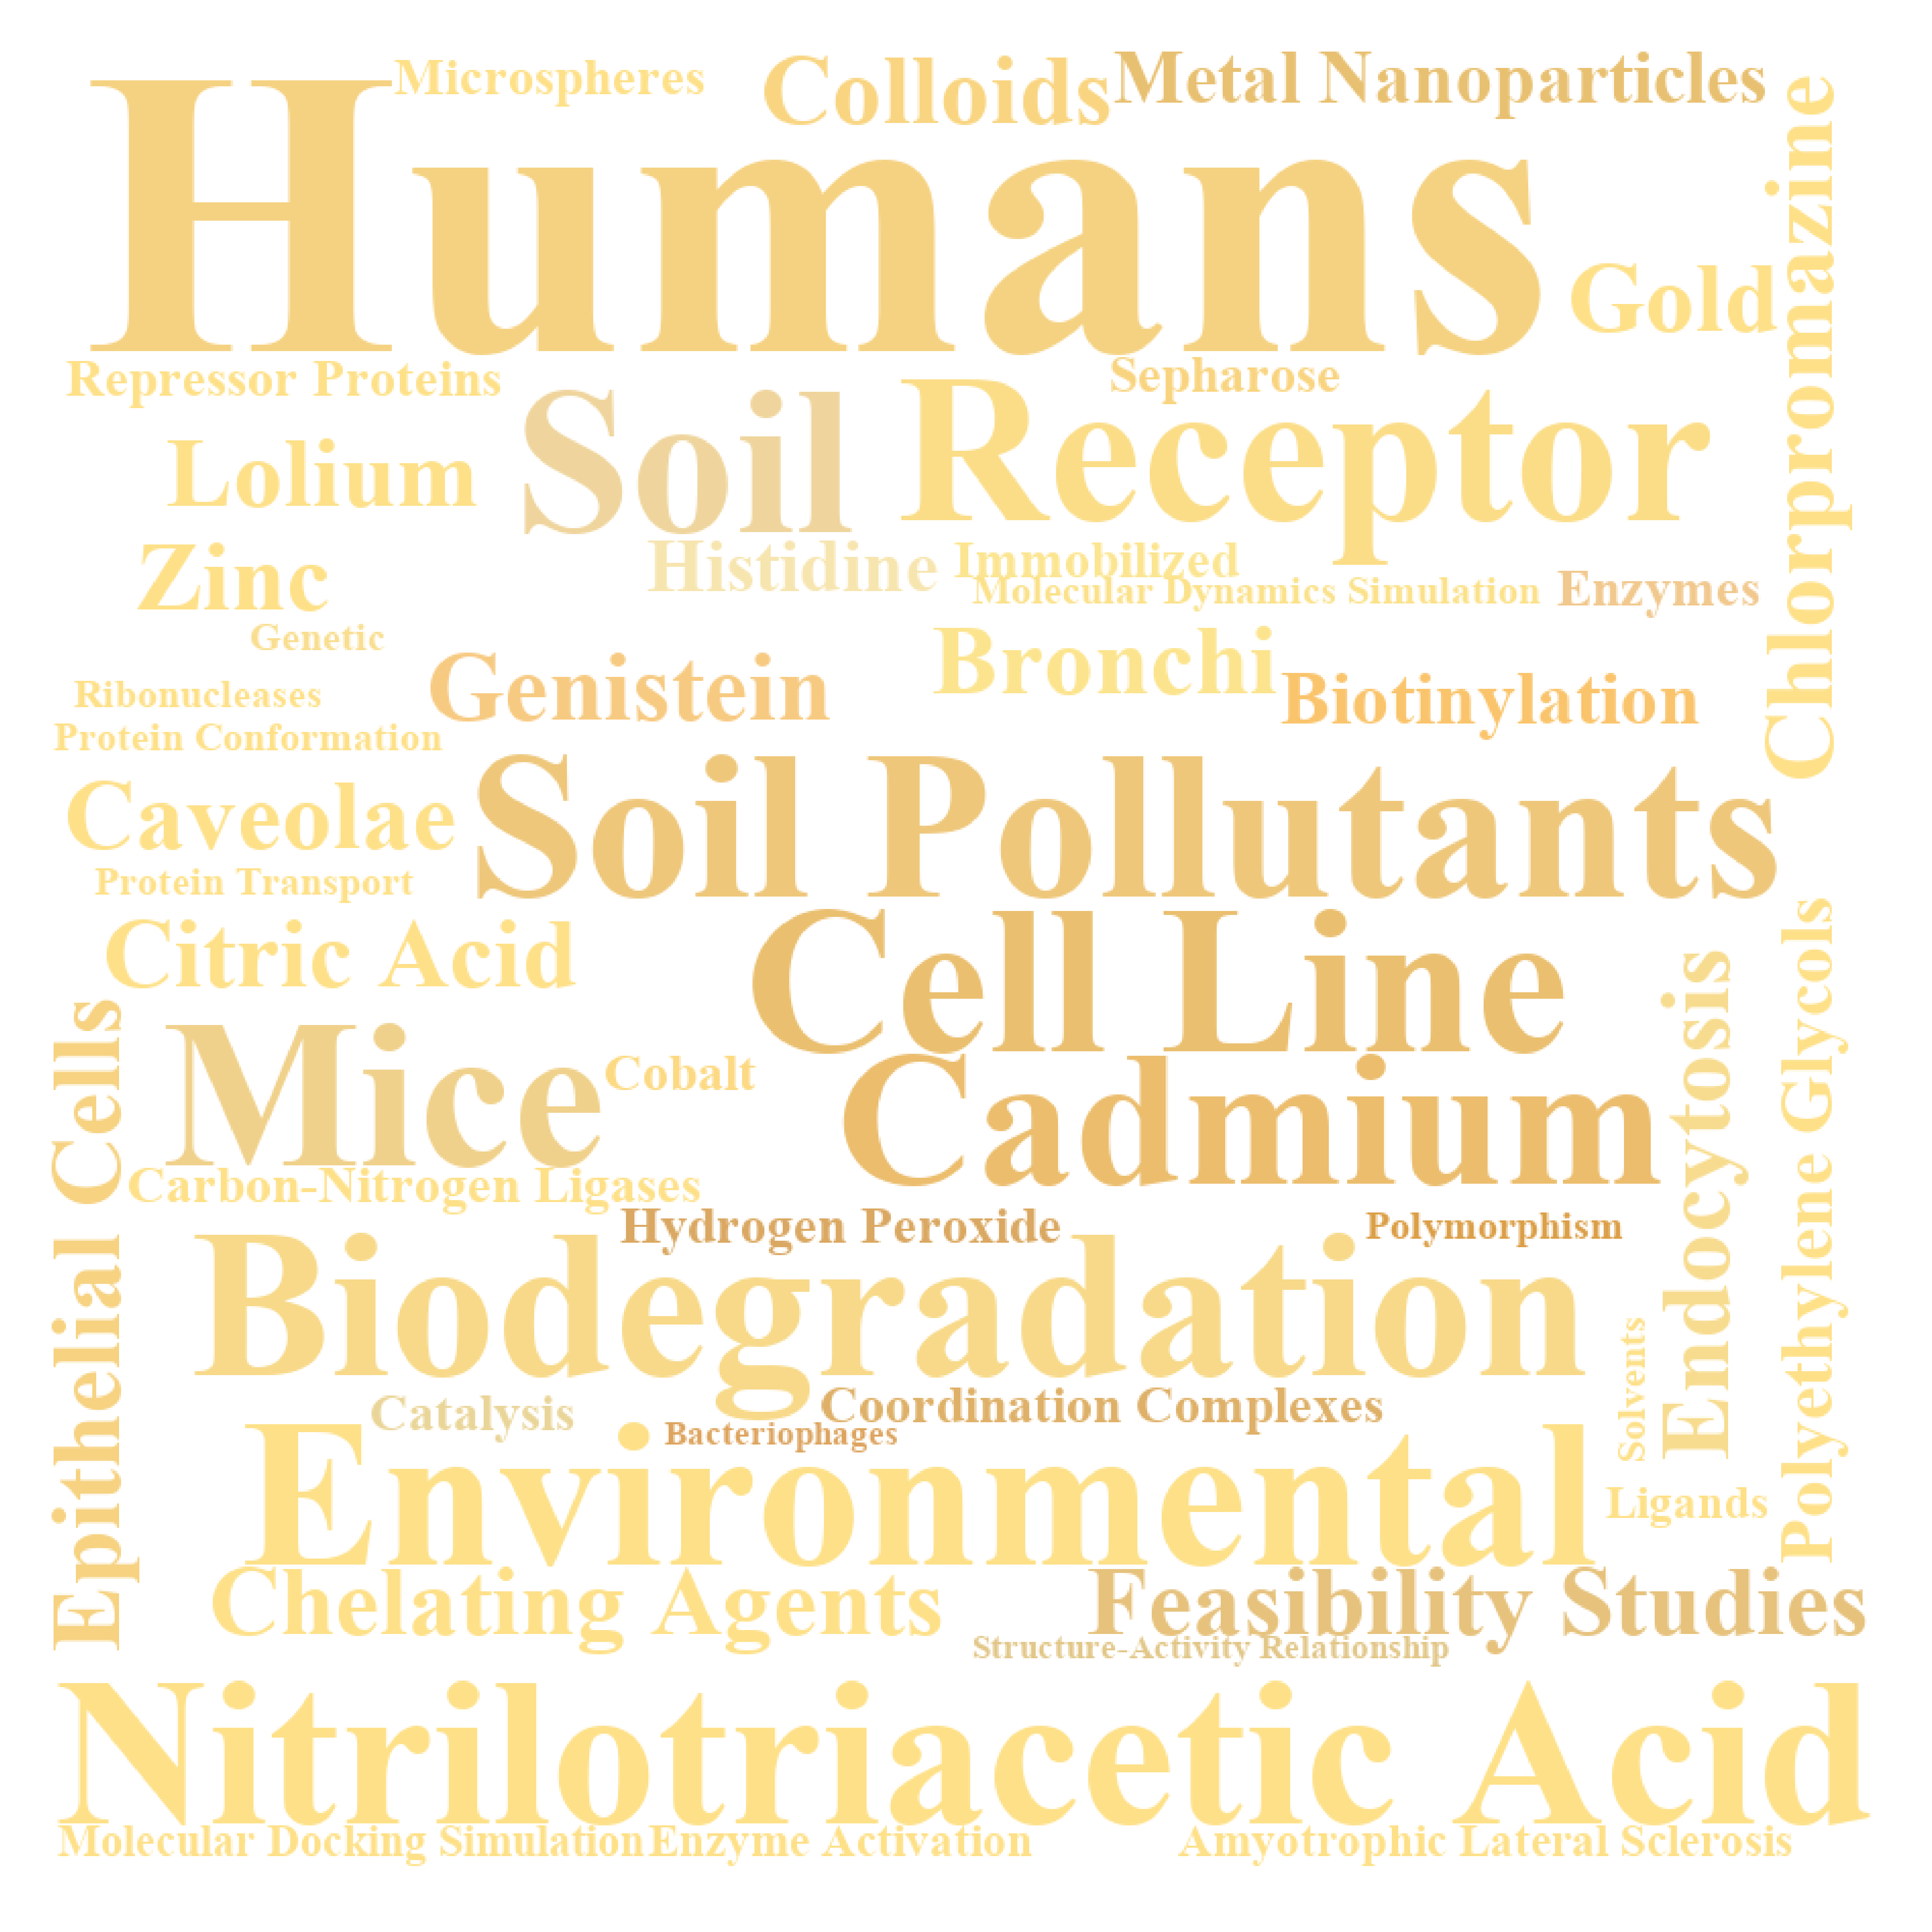 Microspheres
Colloids
Metal Nanoparticles
Humans
Chlorpromazine
Gold
Repressor Proteins
Sepharose
Soil
Receptor
Lolium
Zinc
Histidine
Immobilized
Molecular Dynamics Simulation
Enzymes
Genetic
Genistein
Bronchi
Biotinylation
Ribonucleases
Protein Conformation
Caveolae
Soil Pollutants
Protein Transport
Citric Acid
Cell Line
Epithelial Cells
Mice
Cobalt
Cadmium
Endocytosis
Polyethylene Glycols
Carbon-Nitrogen Ligases
Hydrogen Peroxide
Polymorphism
Biodegradation
Solvents
Catalysis
Coordination Complexes
Bacteriophages
Environmental
Ligands
Chelating Agents
Feasibility Studies
Structure-Activity Relationship
Nitrilotriacetic Acid
Molecular Docking Simulation
Enzyme Activation
Amyotrophic Lateral Sclerosis